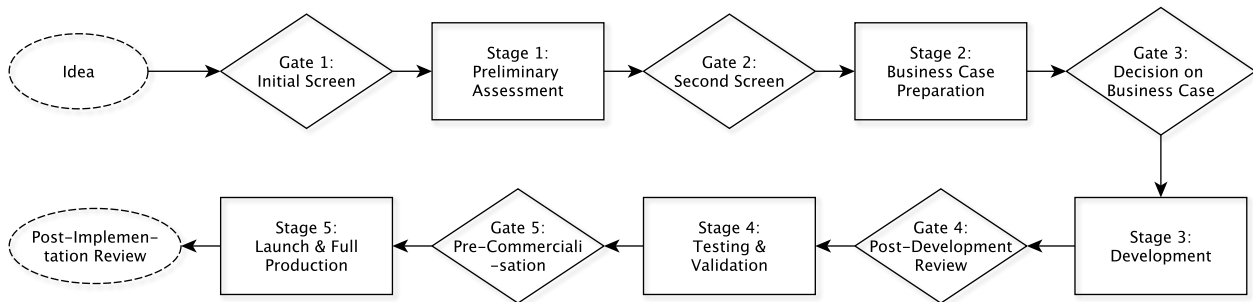 Idea
Gate 1:
Initial Screen
Stage 1:
Preliminary
Assessment
Gate 2:
Second Screen
Stage 2:
Business Case
Preparation
Gate 3:
Decision on
Business Case
Stage 3:
Development
Gate 4:
Post-Development
Review
Stage 4:
Testing &
Validation
Gate 5:
Pre-Commerciali
-sation
Stage 5:
Launch & Full
Production
Post-Implemen-
tation Review